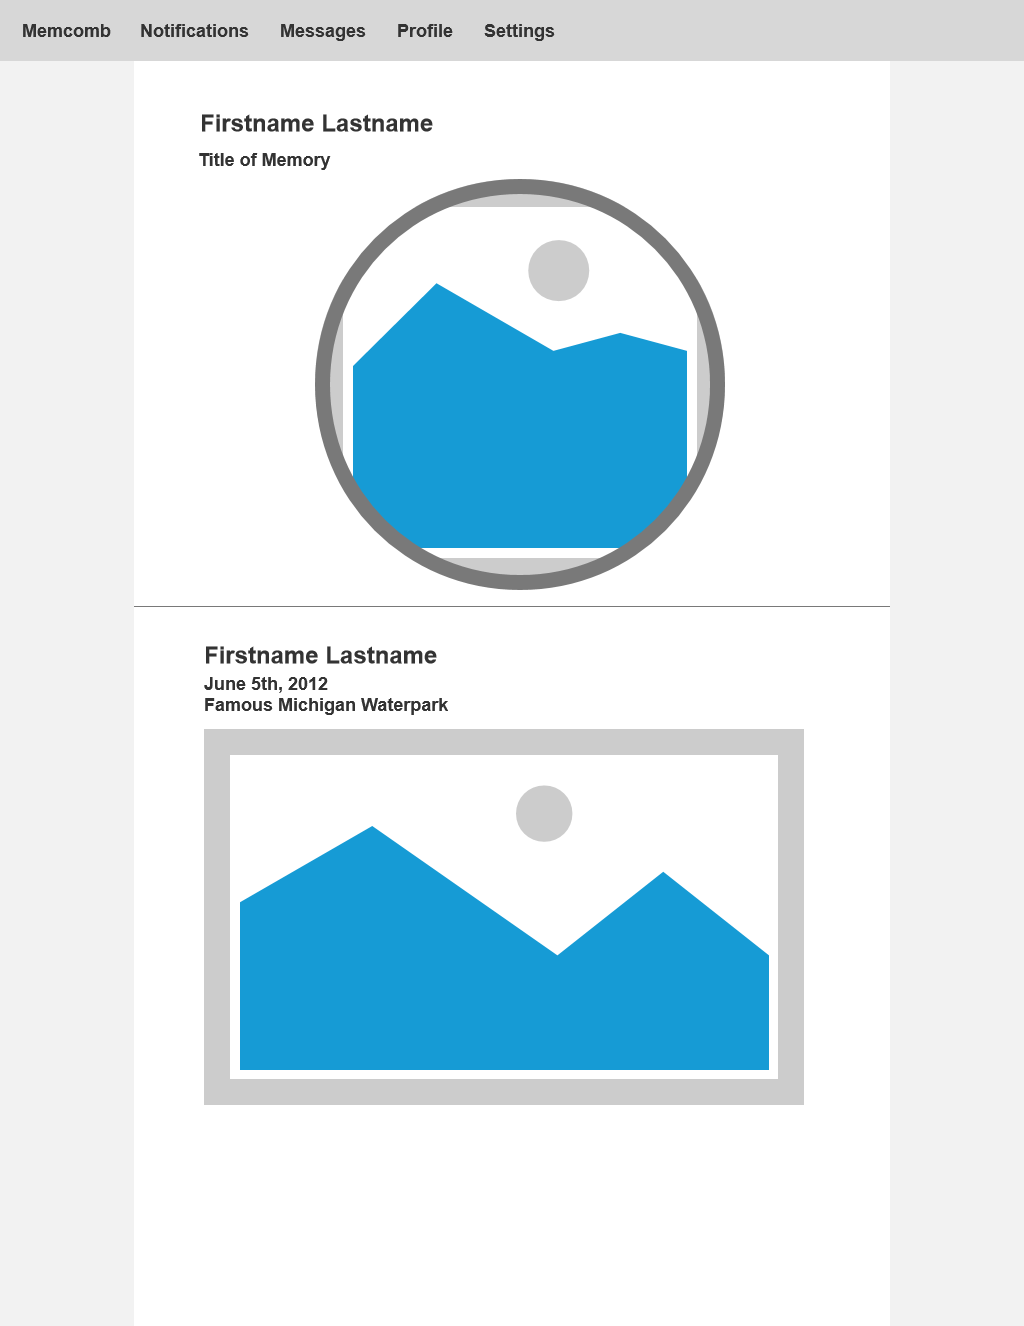 Memcomb Notifications Messages Profile Settings
Firstname Lastname
Title of Memory
Firstname Lastname
June 5th, 2012
Famous Michigan Waterpark